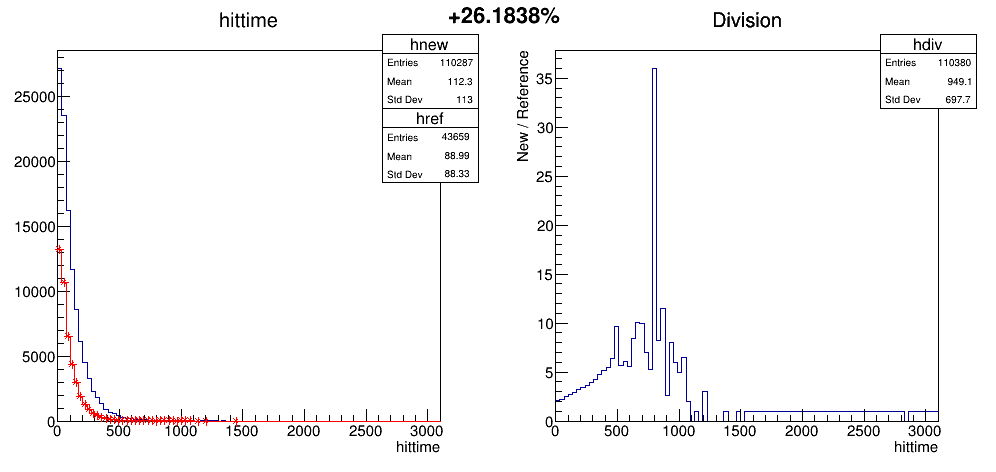 +26.1838%
hittime
hnew
Entries 110287
Mean 112.3
Std Dev 113
href
Entries 43659
Mean 88.99
Std Dev 88.33
25000
20000
15000
10000
5000
0
0 500 1000 1500 2000 2500 3000
hittime
Division
hdiv
Entries 110380
Mean 949.1
Std Dev 697.7
New / Reference
35
30
25
20
15
10
5
0
0 500 1000 1500 2000 2500 3000
hittime